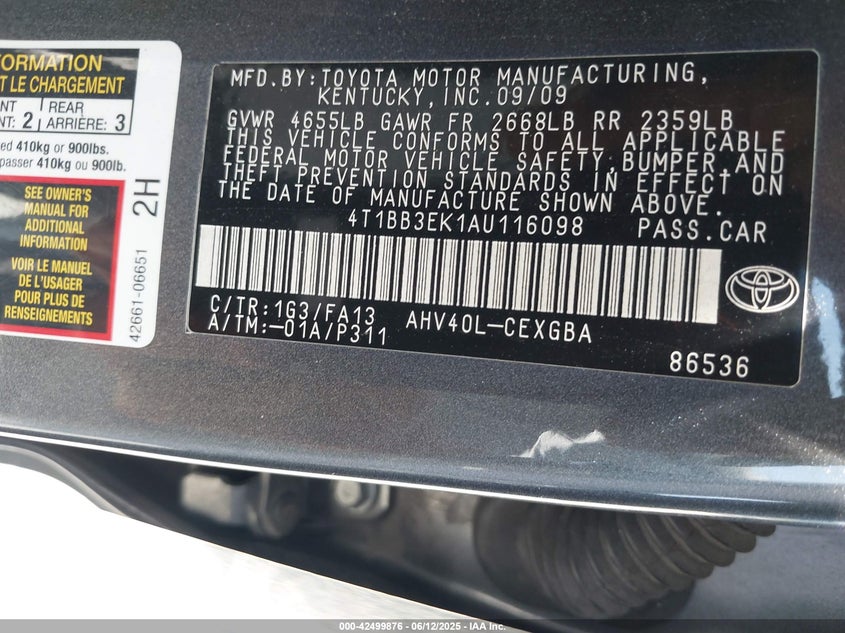 FORMATION
T LE CHARGEMENT
NT 2 REAR
NT: 2 ARRIÈRE: 3
ed 410kg or 900lbs.
passer 410kg ou 900lb.
SEE OWNER'S
MANUAL FOR
ADDITIONAL
INFORMATION
VOIR LE MANUEL
DE L'USAGER
POUR PLUS DE
RENSEIGNEMENTS
2H
42661-06651
MFD.BY:TOYOTA MOTOR MANUFACTURING,
KENTUCKY,INC.09/09
GVWR 4655LB GAWR FR 2668LB RR 2359LB
THIS VEHICLE CONFORMS TO ALL APPLICABLE
FEDERAL MOTOR VEHICLE SAFETY,BUMPER,AND
THEFT PREVENTION STANDARDS IN EFFECT ON
THE DATE OF MANUFACTURE SHOWN ABOVE.
4T1BB3EK1AU116098 PASS.CAR
C/TR:1G3/FA13
A/TM:-01A/P311 AHV40L-CEXGBA
86536
000-42499876 - 06/12/2025 - IAA Inc.